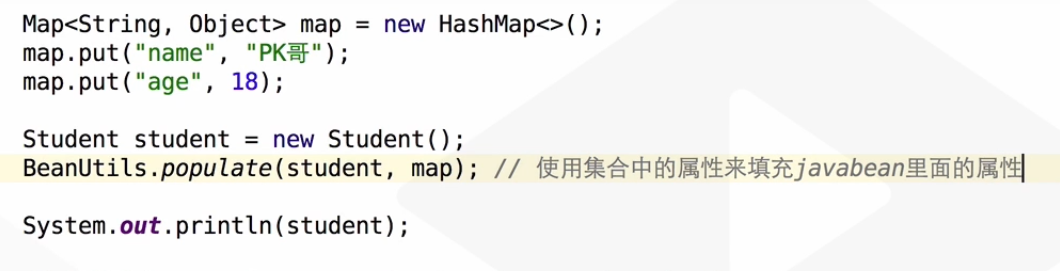 Map<String, Object> map = new HashMap<>();
map.put("name", "PK哥");
map.put("age", 18);
Student student = new Student();
BeanUtils.populate(student, map); // 使用集合中的属性来填充javabean里面的属性
System.out.println(student);